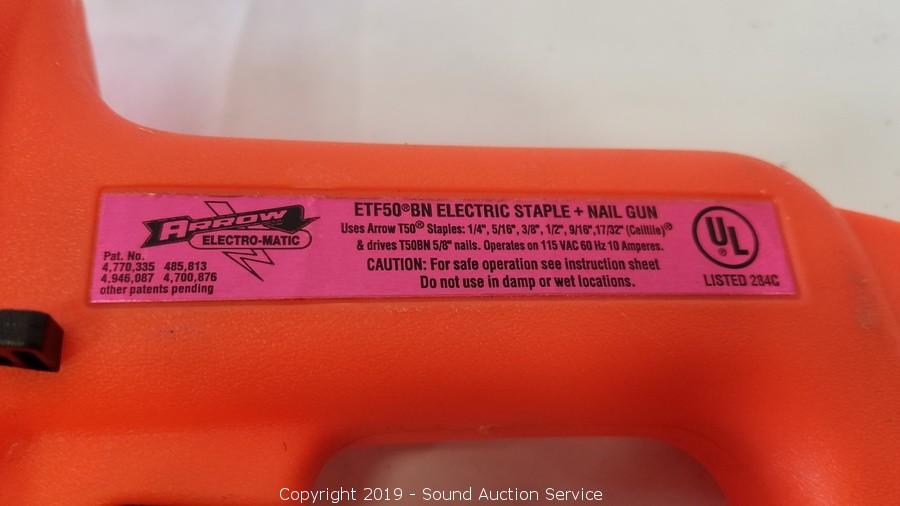 ARROW
ELECTRO-MATIC
Pat. No.
4,770,335 485,813
4,946,087 4,700,876
other patents pending
ETF50®BN ELECTRIC STAPLE + NAIL GUN
Uses Arrow T50® Staples: 1/4", 5/16", 3/8", 1/2", 9/16",17/32" (Ceiltile)®
& drives T50BN 5/8" nails. Operates on 115 VAC 60 Hz 10 Amperes.
CAUTION: For safe operation see instruction sheet
Do not use in damp or wet locations.
UL
®
LISTED 284C
Copyright 2019 - Sound Auction Service